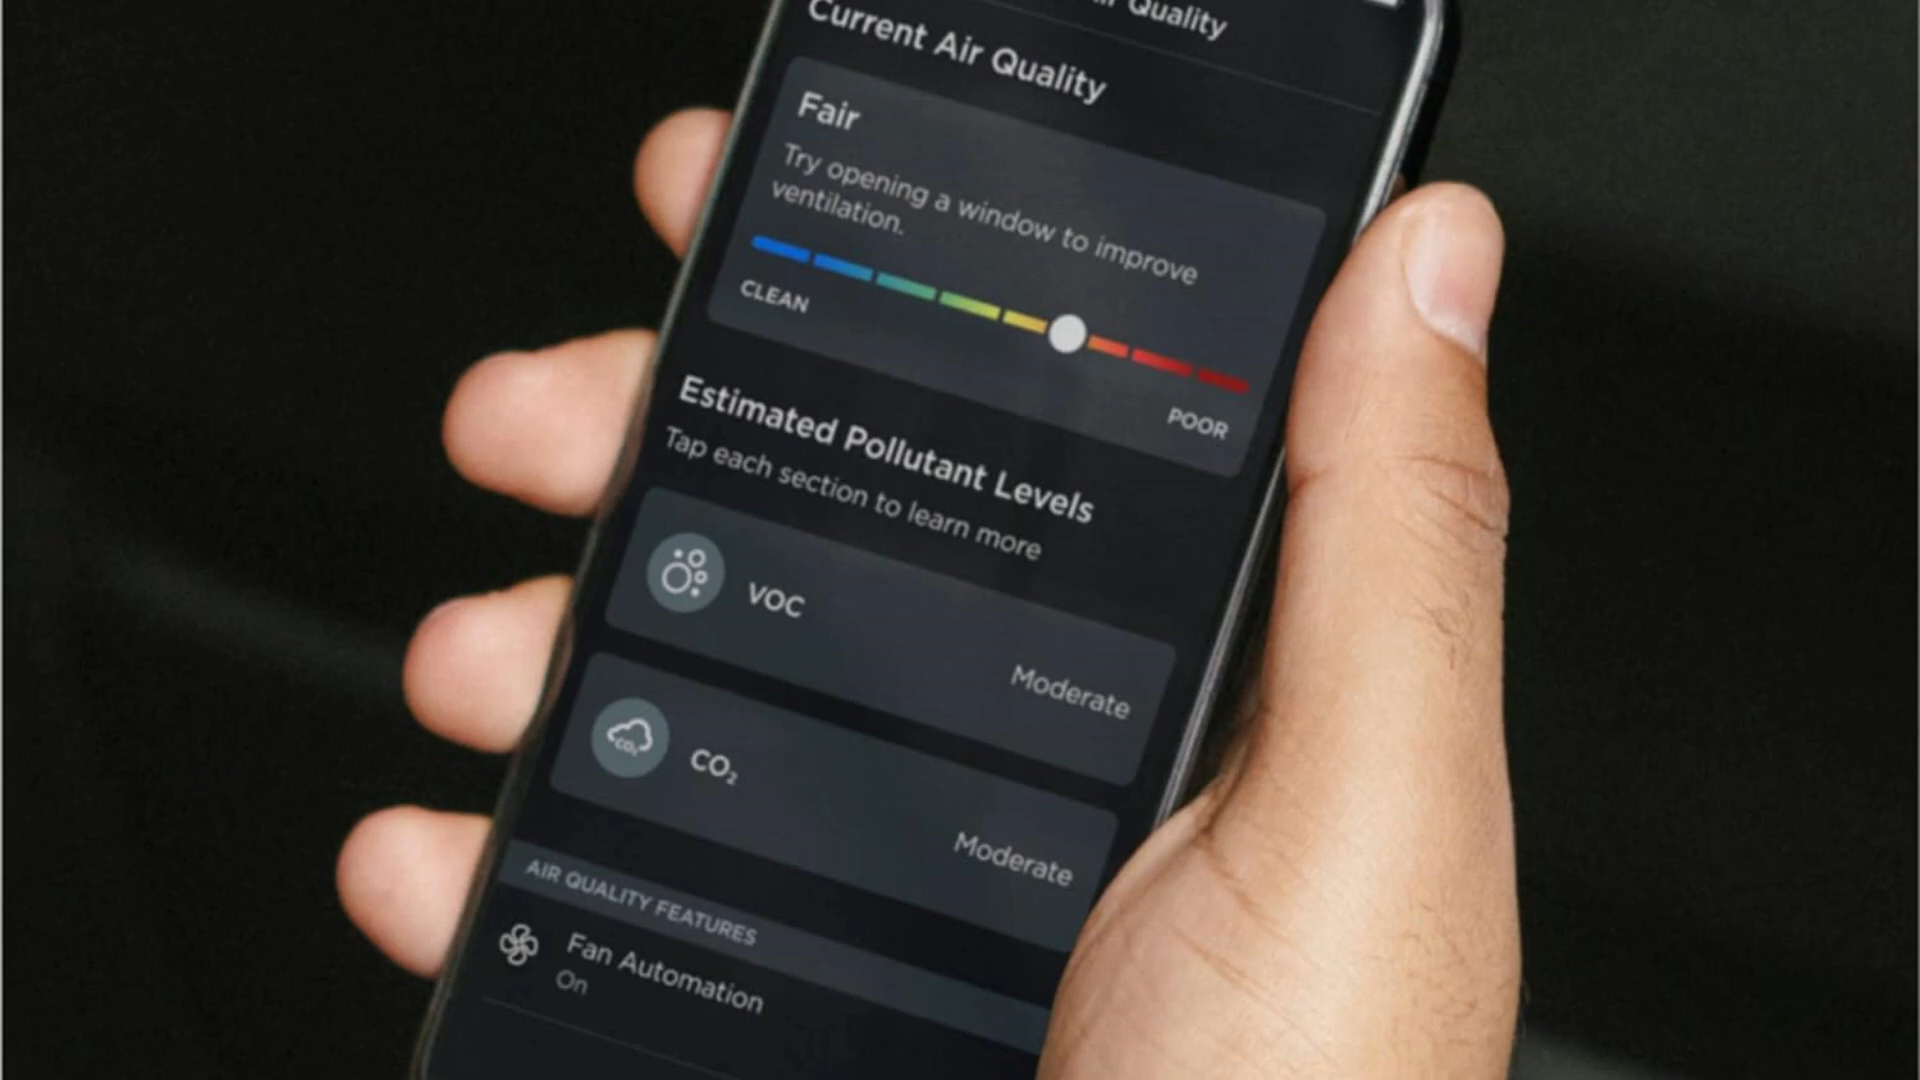 Quality
Current Air Quality
Fair
Try opening a window to improve
ventilation.
CLEAN
POOR
Estimated Pollutant Levels
Tap each section to learn more
VOC
Moderate
CO₂
CO₂
Moderate
AIR QUALITY FEATURES
Fan Automation
On